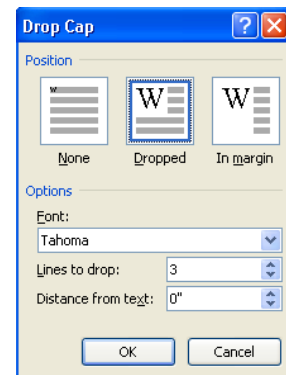 Drop Cap
Position
W W W
None Dropped In margin
Options
Font:
Tahoma
Lines to drop: 3
Distance from text: 0"
OK Cancel